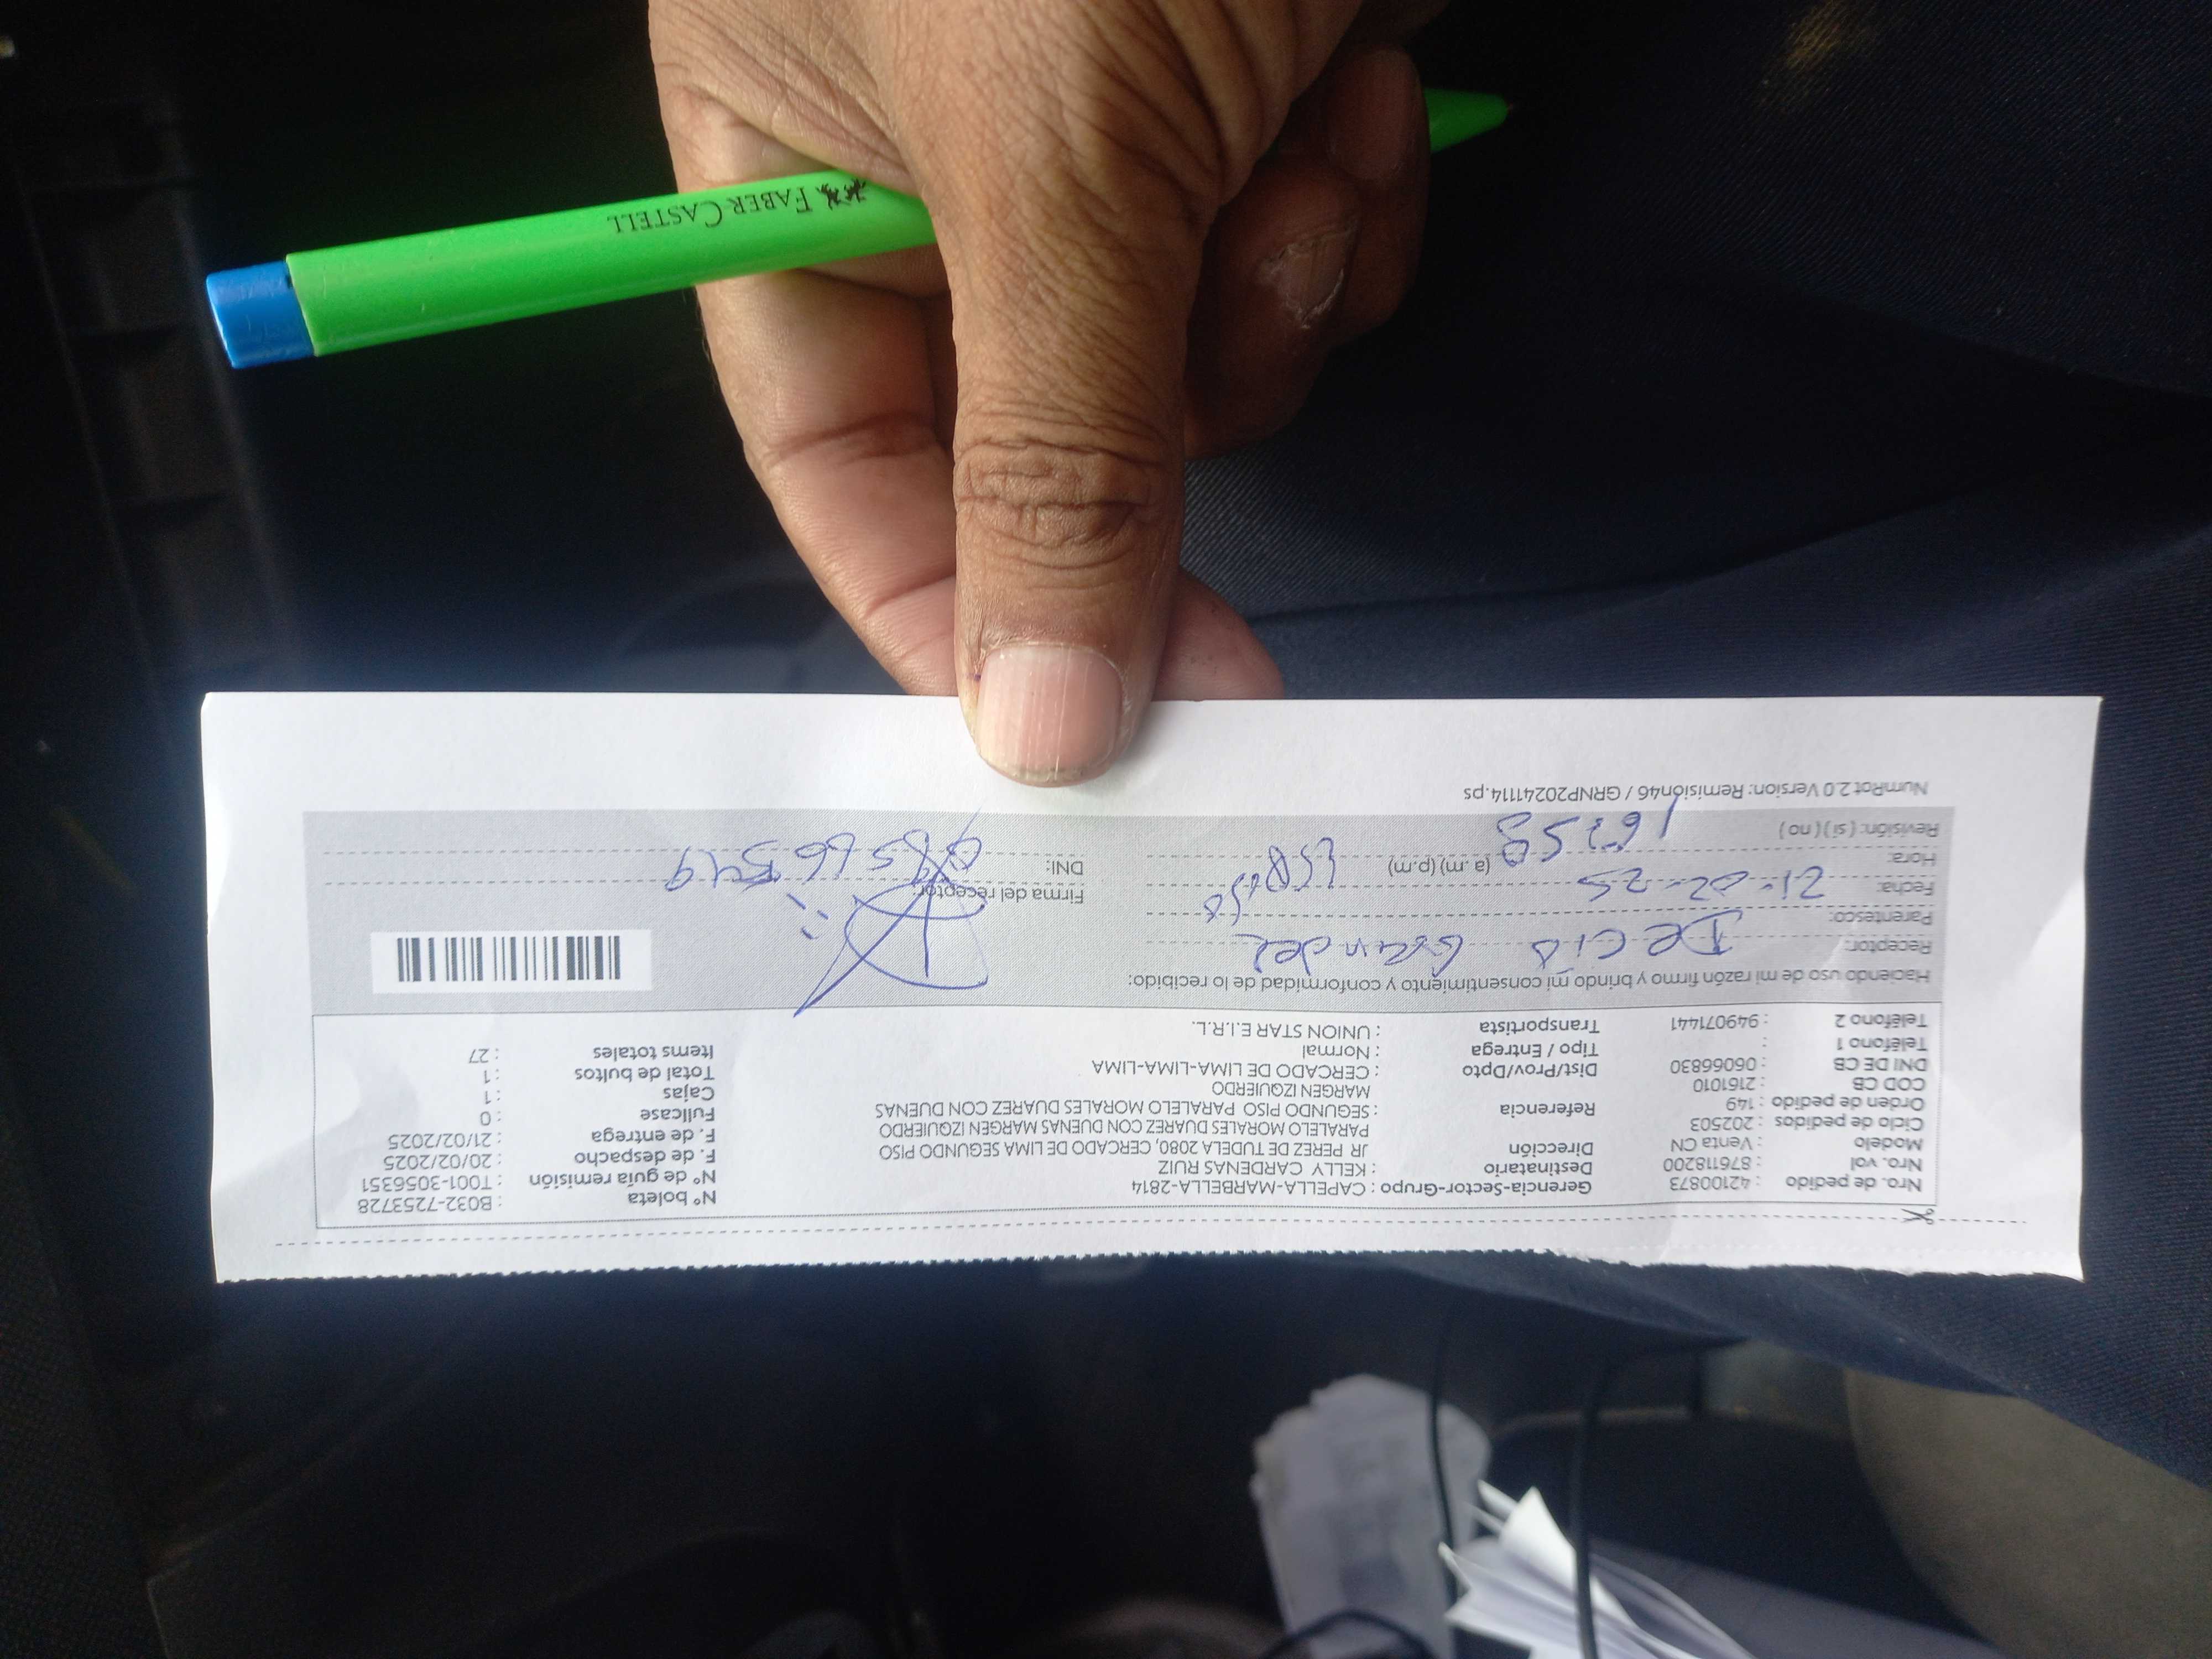 FABER CASTELL
Nro. de pedido : 42100873
Nro. vol : 876118200
Modelo : Venta CN
Ciclo de pedidos : 202503
Orden de pedido : 149
COD CB : 2161010
DNI DE CB : 06066830
Teléfono 1 :
Teléfono 2 : 949071441
Gerencia-Sector-Grupo : CAPELLA-MARBELLA-2814
Destinatario : KELLY CARDENAS RUIZ
Dirección JR PEREZ DE TUDELA 2080, CERCADO DE LIMA SEGUNDO PISO
PARALELO MORALES DUAREZ CON DUENAS MARGEN IZQUIERDO
Referencia : SEGUNDO PISO PARALELO MORALES DUAREZ CON DUENAS
MARGEN IZQUIERDO
Dist/Prov/Dpto : CERCADO DE LIMA-LIMA-LIMA
Tipo / Entrega : Normal
Transportista : UNION STAR E.I.R.L.
N° boleta : B032-7253728
N° de guía remisión : T001-3056351
F. de despacho : 20/02/2025
F. de entrega : 21/02/2025
Fullcase : 0
Cajas : 1
Total de bultos : 1
Items totales : 27
Haciendo uso de mi razón firmo y brindo mi consentimiento y conformidad de lo recibido:
Receptor: Decio
Parentesco:
Fecha: 21-02-25
Hora: 16:58 (a.m) (p.m)
Revisión: ( si ) ( no )
Firma del receptor
DNI:
NumRot 2.0 Version: Remisión46 / GRNP20241114.ps